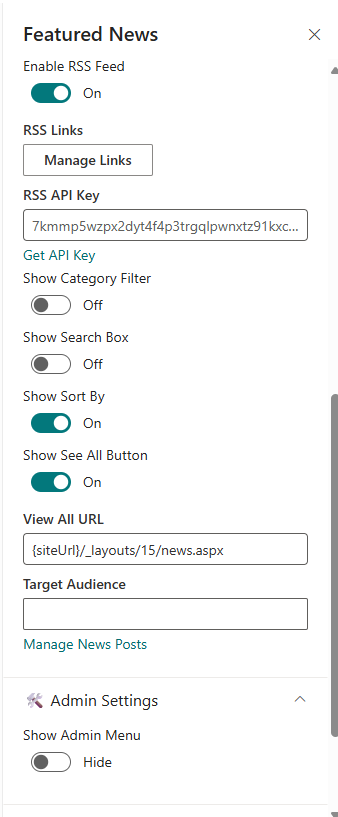 Featured News
Enable RSS Feed
On
RSS Links
Manage Links
RSS API Key
7kmmp5wzpx2dyt4f4p3trgqlpwnxtz91kxc...
Get API Key
Show Category Filter
Off
Show Search Box
Off
Show Sort By
On
Show See All Button
On
View All URL
{siteUrl}/_layouts/15/news.aspx
Target Audience
Manage News Posts
Admin Settings
Show Admin Menu
Hide